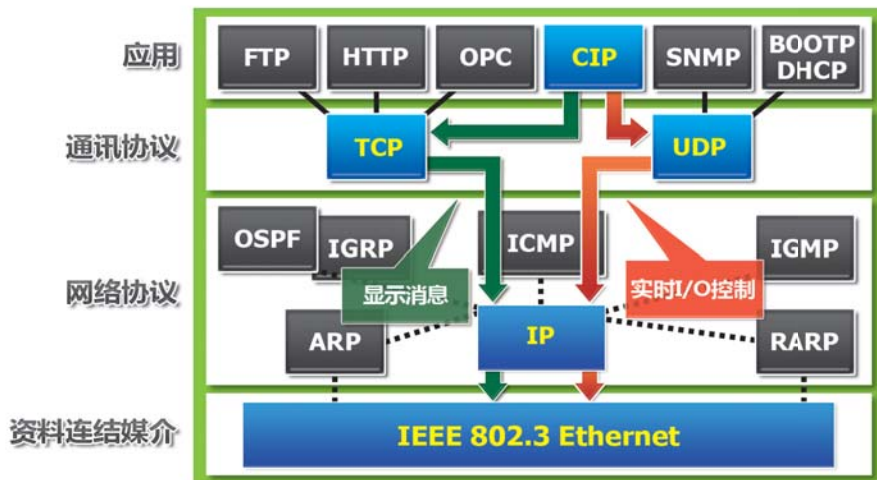 应用
FTP
HTTP
OPC
CIP
SNMP
BOOTP
DHCP
通讯协议
TCP
UDP
网络协议
OSPF
IGRP
ICMP
IGMP
显示消息
实时I/O控制
ARP
IP
RARP
资料连结媒介
IEEE 802.3 Ethernet